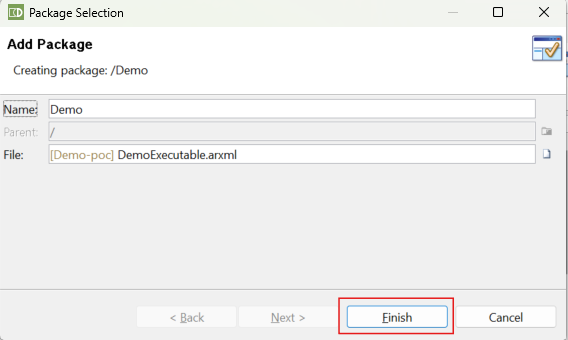 Package Selection
Add Package
Creating package: /Demo
Name: Demo
Parent: /
File: [Demo-poc] DemoExecutable.arxml
< Back Next > Finish Cancel